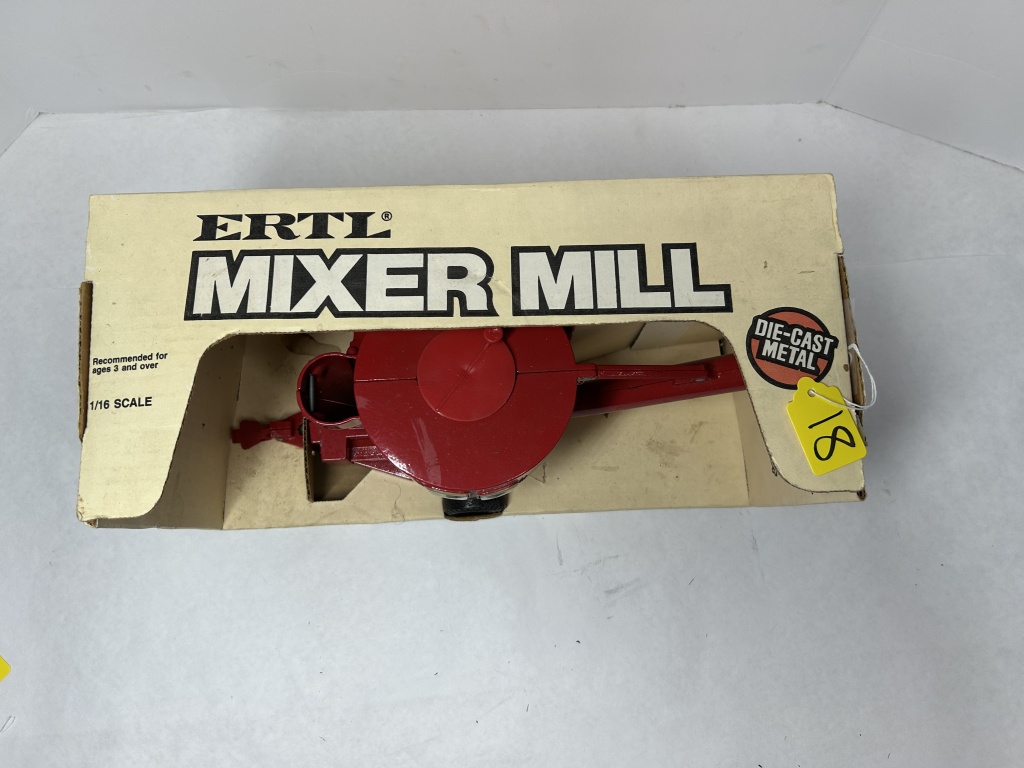 ERTL®
MIXER MILL
DIE-CAST
METAL
Recommended for
ages 3 and over
1/16 SCALE
18